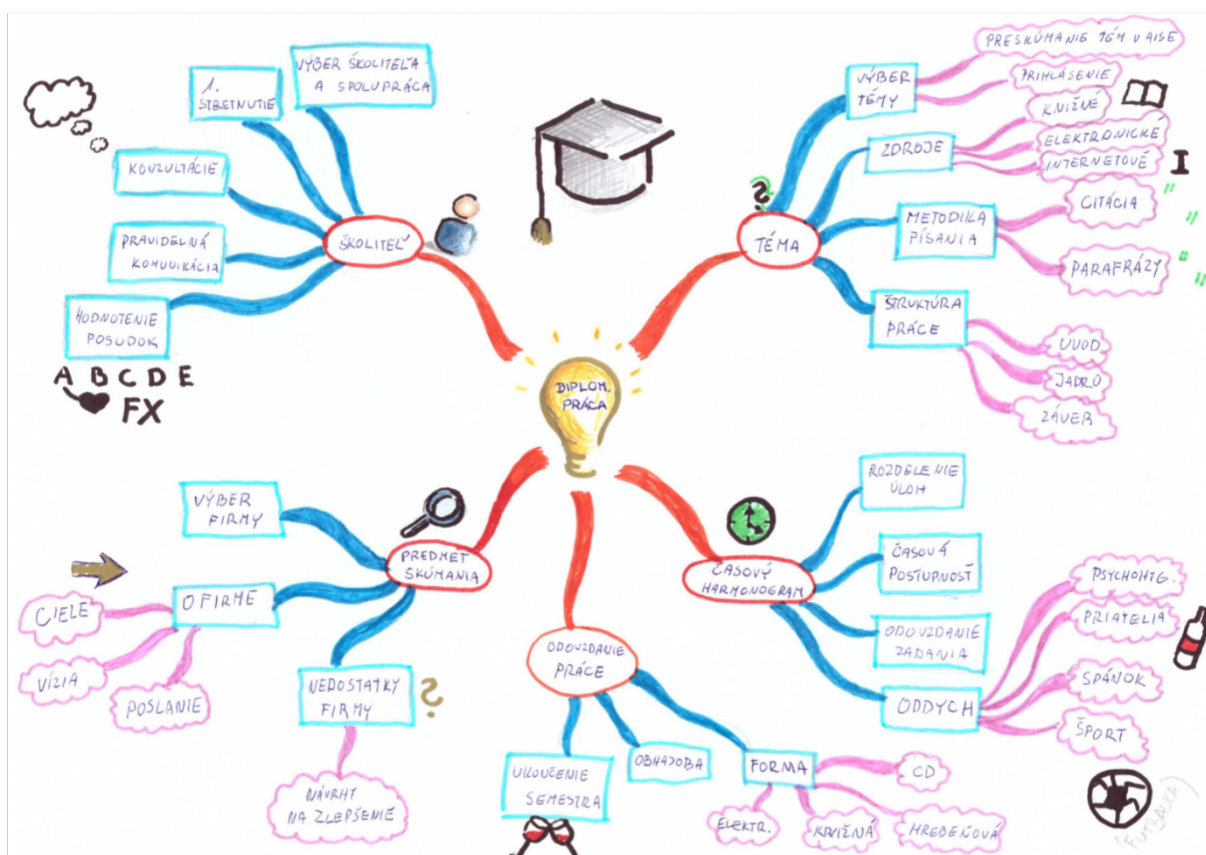 DIPLOM.
PRÁCA
ŠKOLITEĽ
VÝBER ŠKOLITEĽA
A SPOLUPRÁCA
1.
STRETNUTIE
KONZULTÁCIE
PRAVIDELNÁ
KOMUNIKÁCIA
HODNOTENIE
POSUDOK
A B C D E
FX
TÉMA
?
VÝBER
TÉMY
PRESKÚMANIE TÉM V AISE
PRIHLÁSENIE
ZDROJE
KNIŽNÉ
ELEKTRONICKÉ
INTERNETOVÉ
I
METODIKA
PÍSANIA
CITÁCIA
PARAFRÁZY
ŠTRUKTÚRA
PRÁCE
ÚVOD
JADRO
ZÁVER
PREDMET
SKÚMANIA
VÝBER
FIRMY
O FIRME
CIELE
VÍZIA
POSLANIE
NEDOSTATKY
FIRMY
?
NÁVRHY
NA ZLEPŠENIE
ODOVZDANIE
PRÁCE
UKONČENIE
SEMESTRA
OBHAJOBA
FORMA
CD
ELEKTR.
KNIŽNÁ
HREBEŇOVÁ
ČASOVÝ
HARMONOGRAM
ROZDELENIE
ÚLOH
ČASOVÁ
POSTUPNOSŤ
ODOVZDANIE
ZADANIA
ODDYCH
PSYCHOHYG.
PRIATELIA
SPÁNOK
ŠPORT
(FUTBALKA)